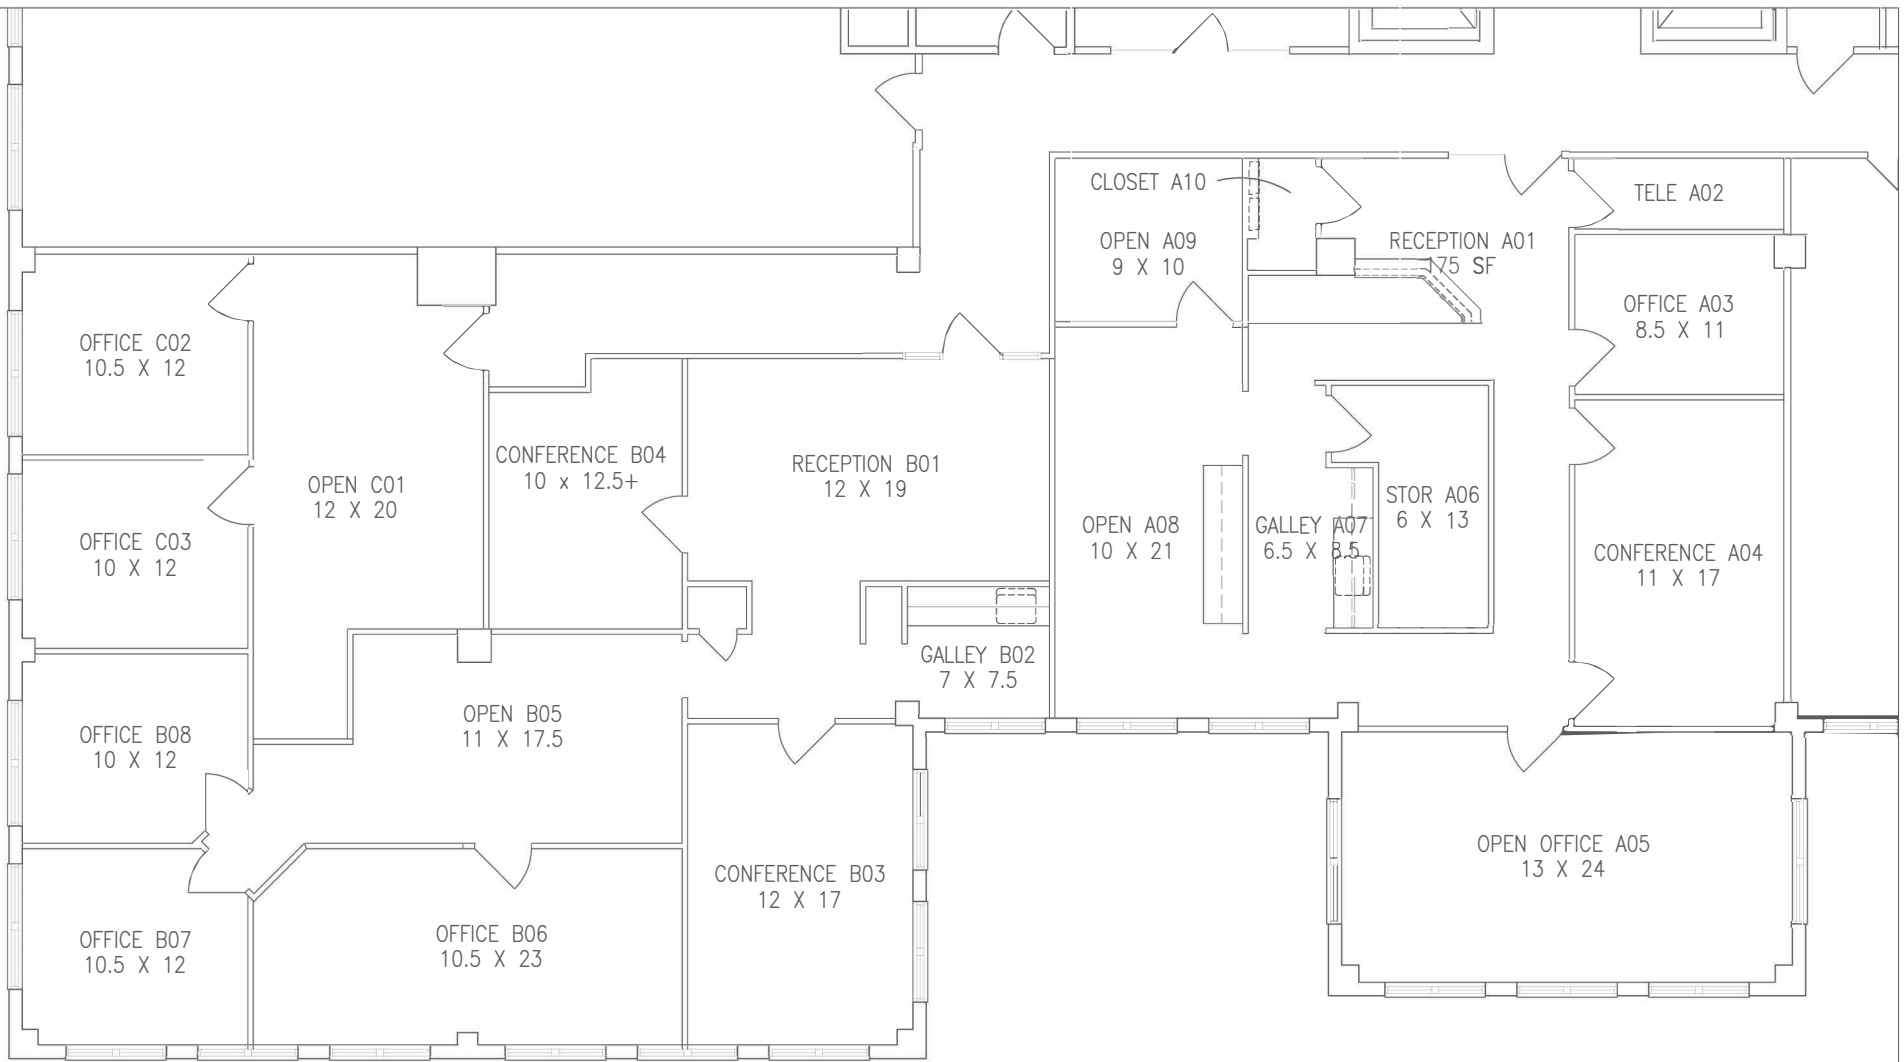 CLOSET A10
TELE A02
OPEN A09
9 X 10
RECEPTION A01
75 SF
OFFICE A03
8.5 X 11
OFFICE C02
10.5 X 12
CONFERENCE B04
10 x 12.5+
RECEPTION B01
12 X 19
OPEN C01
12 X 20
STOR A06
6 X 13
OPEN A08
10 X 21
GALLEY A07
6.5 X 8.5
OFFICE C03
10 X 12
CONFERENCE A04
11 X 17
GALLEY B02
7 X 7.5
OPEN B05
11 X 17.5
OFFICE B08
10 X 12
OPEN OFFICE A05
13 X 24
CONFERENCE B03
12 X 17
OFFICE B07
10.5 X 12
OFFICE B06
10.5 X 23